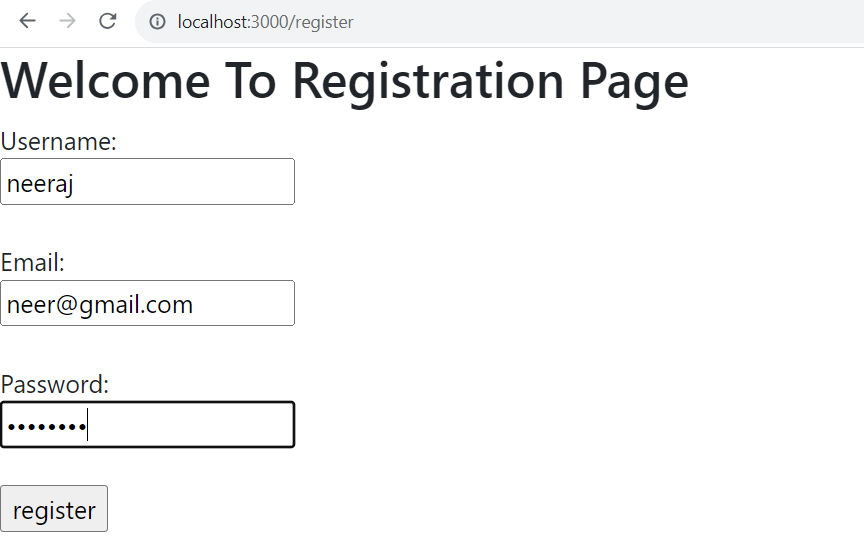 localhost:3000/register
Welcome To Registration Page
Username:
neeraj
Email:
neer@gmail.com
Password:
••••••••
register